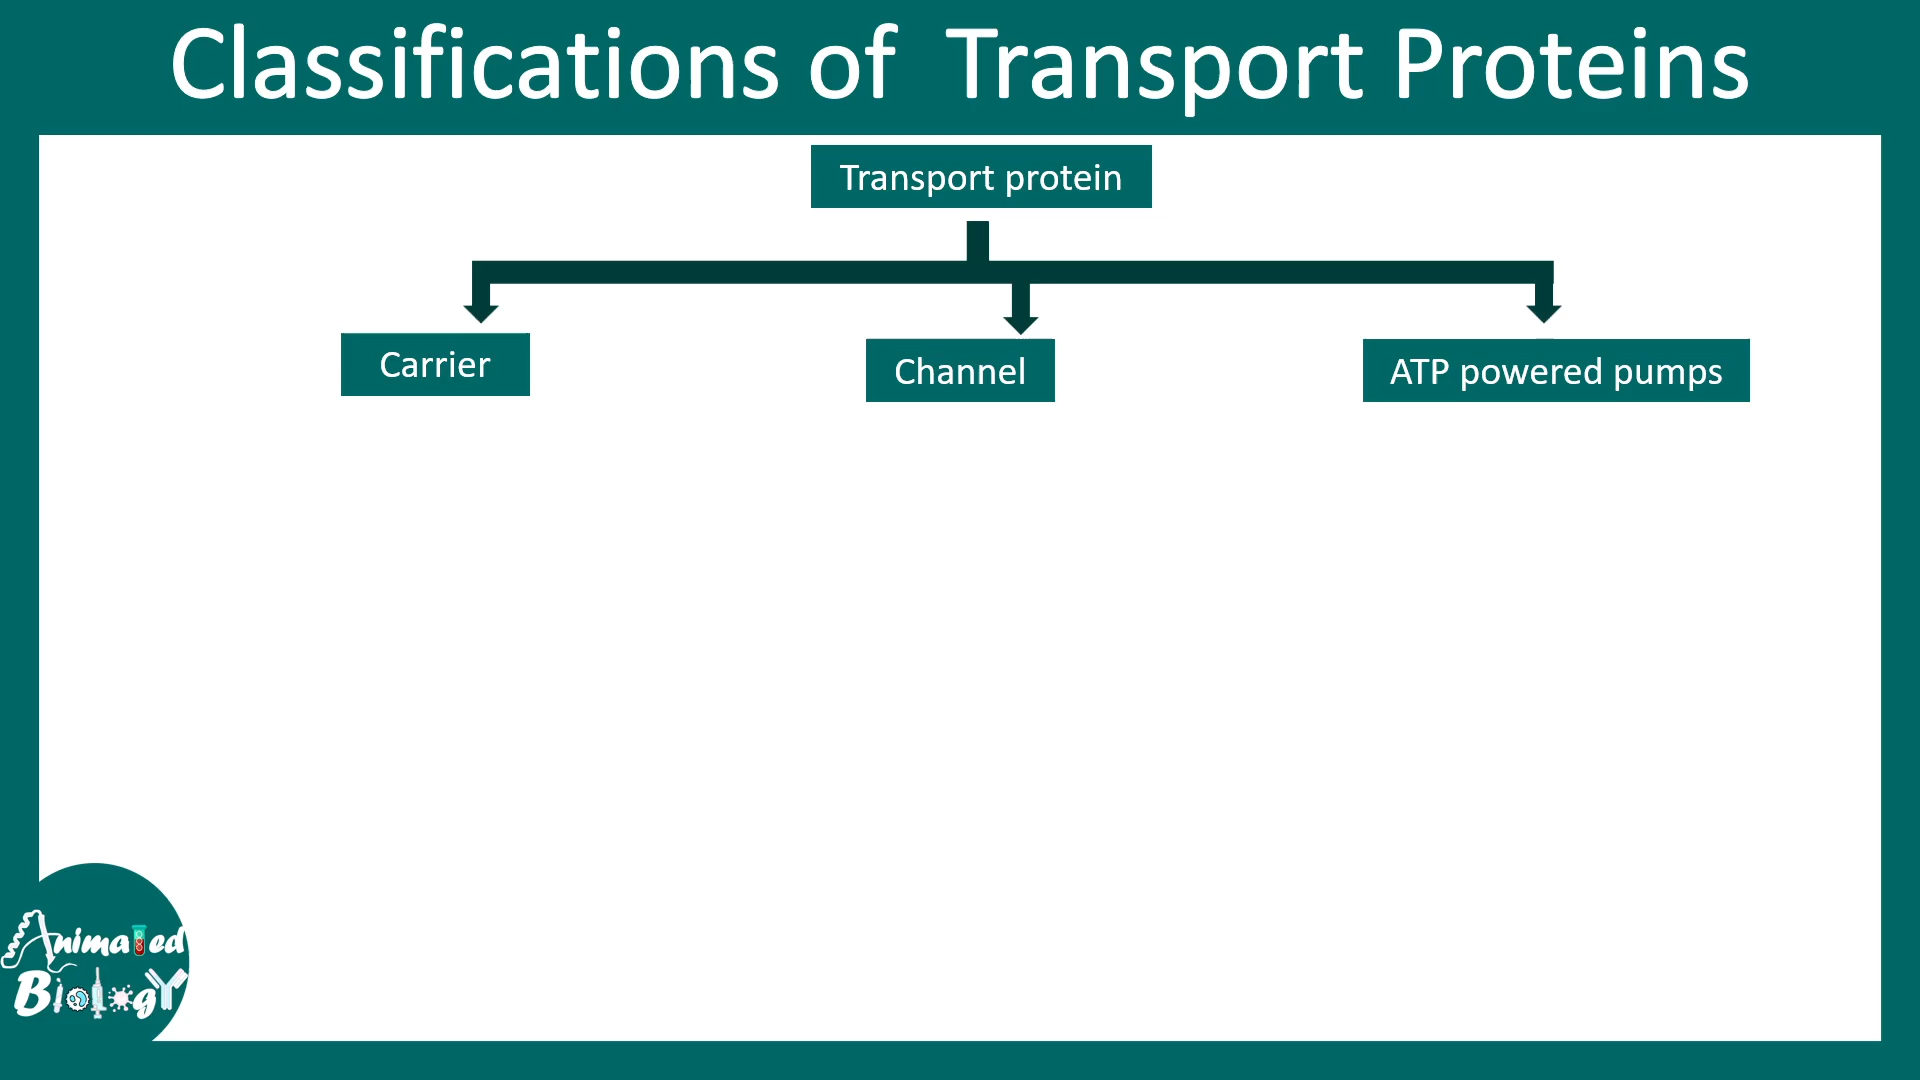 Classifications of Transport Proteins
Transport protein
Carrier
Channel
ATP powered pumps
Animated
Biology